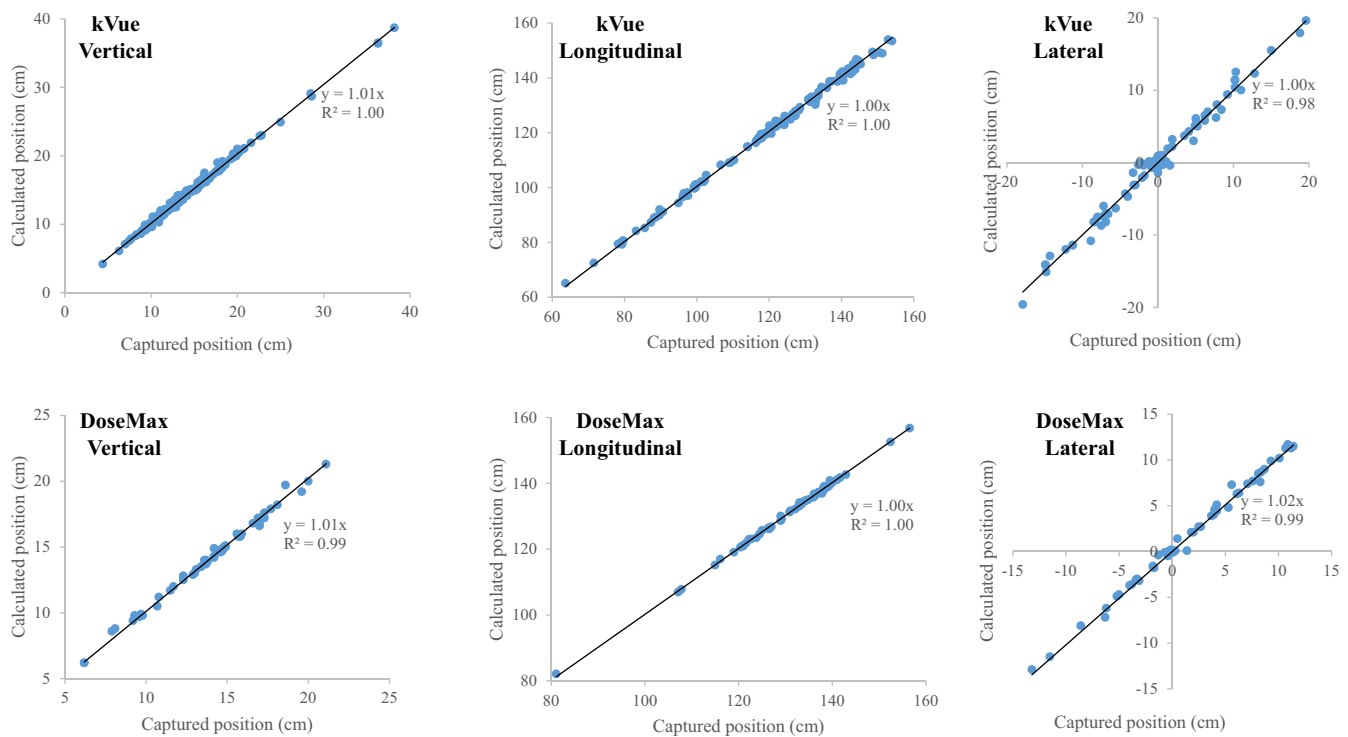 kVue
Vertical
40
30
20
10
0
0
10
20
30
40
y = 1.01x
R² = 1.00
Calculated position (cm)
Captured position (cm)
kVue
Longitudinal
160
140
120
100
80
60
60
80
100
120
140
160
y = 1.00x
R² = 1.00
Calculated position (cm)
Captured position (cm)
kVue
Lateral
20
10
0
-10
-20
-20
-10
0
10
20
y = 1.00x
R² = 0.98
Calculated position (cm)
Captured position (cm)
DoseMax
Vertical
25
20
15
10
5
5
10
15
20
25
y = 1.01x
R² = 0.99
Calculated position (cm)
Captured position (cm)
DoseMax
Longitudinal
160
140
120
100
80
80
100
120
140
160
y = 1.00x
R² = 1.00
Calculated position (cm)
Captured position (cm)
DoseMax
Lateral
15
10
5
0
-5
-10
-15
-15
-10
-5
0
5
10
15
y = 1.02x
R² = 0.99
Calculated position (cm)
Captured position (cm)